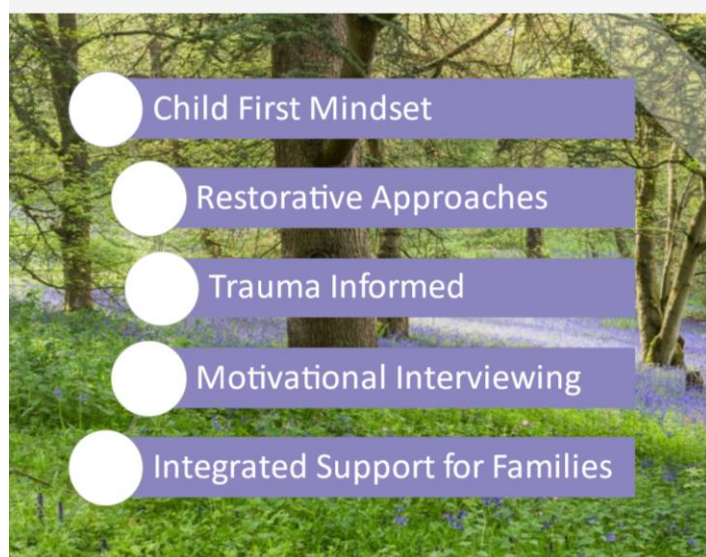 Child First Mindset
Restorative Approaches
Trauma Informed
Motivational Interviewing
Integrated Support for Families